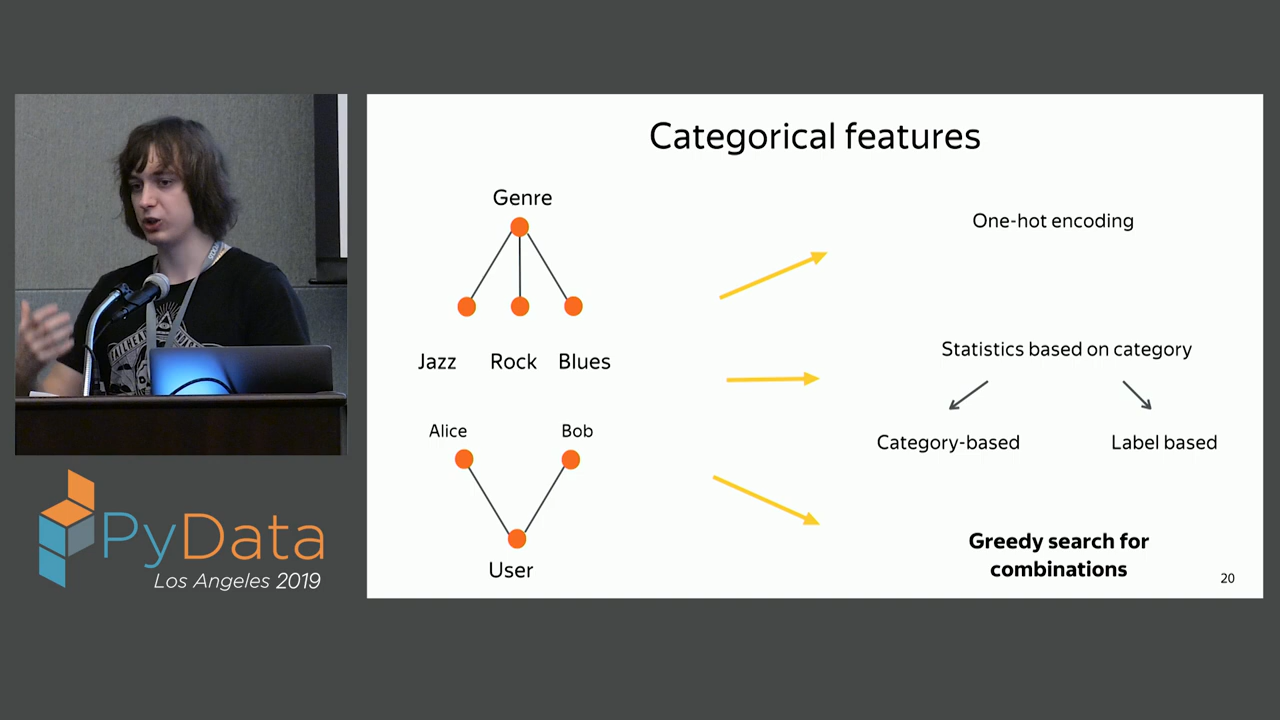 Categorical features
Genre
One-hot encoding
Jazz Rock Blues
Statistics based on category
Category-based Label based
Alice Bob
User
Greedy search for
combinations
20
PyData
Los Angeles 2019